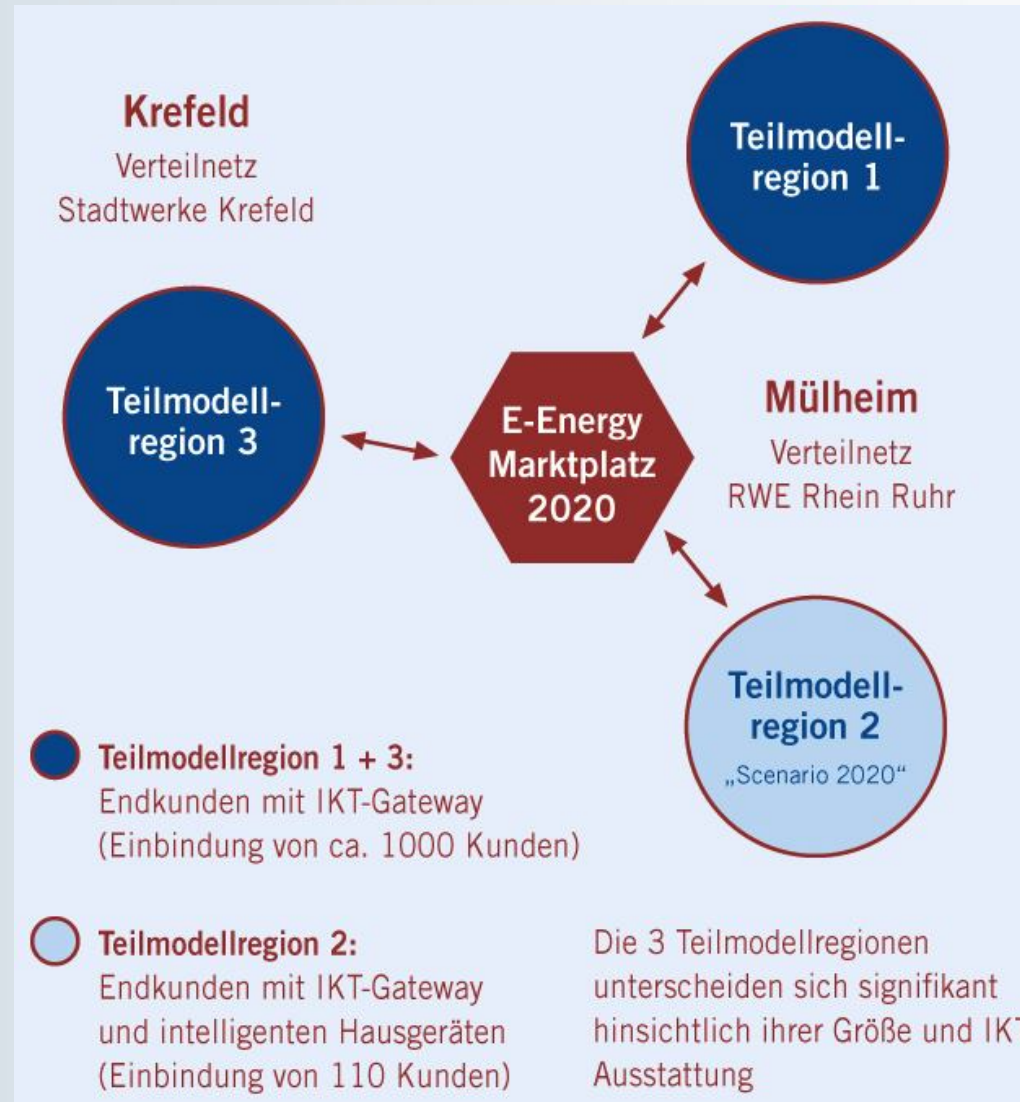 Krefeld
Verteilnetz
Stadtwerke Krefeld
Teilmodell-
region 1
Teilmodell-
region 3
E-Energy
Marktplatz
2020
Mülheim
Verteilnetz
RWE Rhein Ruhr
Teilmodell-
region 2
„Scenario 2020“
Teilmodellregion 1 + 3:
Endkunden mit IKT-Gateway
(Einbindung von ca. 1000 Kunden)
Teilmodellregion 2:
Endkunden mit IKT-Gateway
und intelligenten Hausgeräten
(Einbindung von 110 Kunden)
Die 3 Teilmodellregionen
unterscheiden sich signifikant
hinsichtlich ihrer Größe und IKT
Ausstattung